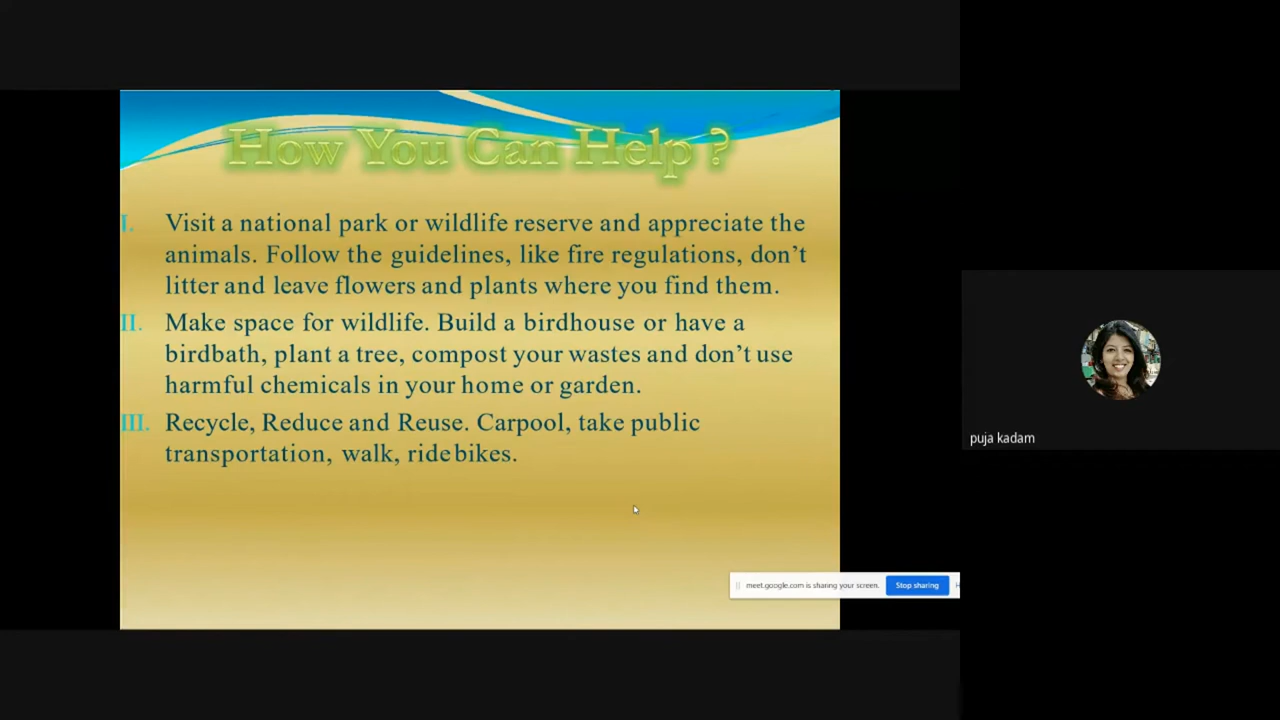 How You Can Help ?
I. Visit a national park or wildlife reserve and appreciate the
animals. Follow the guidelines, like fire regulations, don’t
litter and leave flowers and plants where you find them.
II. Make space for wildlife. Build a birdhouse or have a
birdbath, plant a tree, compost your wastes and don’t use
harmful chemicals in your home or garden.
III. Recycle, Reduce and Reuse. Carpool, take public
transportation, walk, ride bikes.
meet.google.com is sharing your screen. Stop sharing
puja kadam